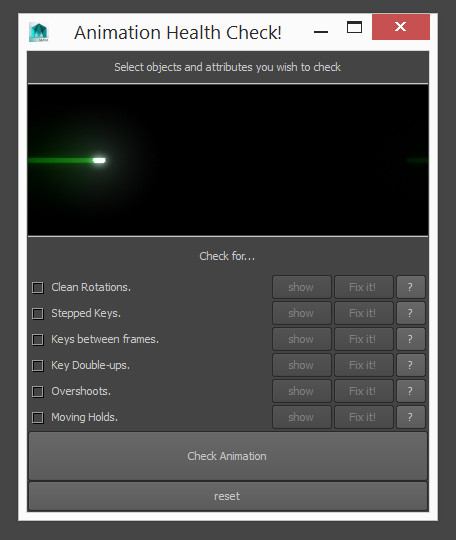 Animation Health Check!
Select objects and attributes you wish to check
Check for...
Clean Rotations. show Fix it! ?
Stepped Keys. show Fix it! ?
Keys between frames. show Fix it! ?
Key Double-ups. show Fix it! ?
Overshoots. show Fix it! ?
Moving Holds. show Fix it! ?
Check Animation
reset